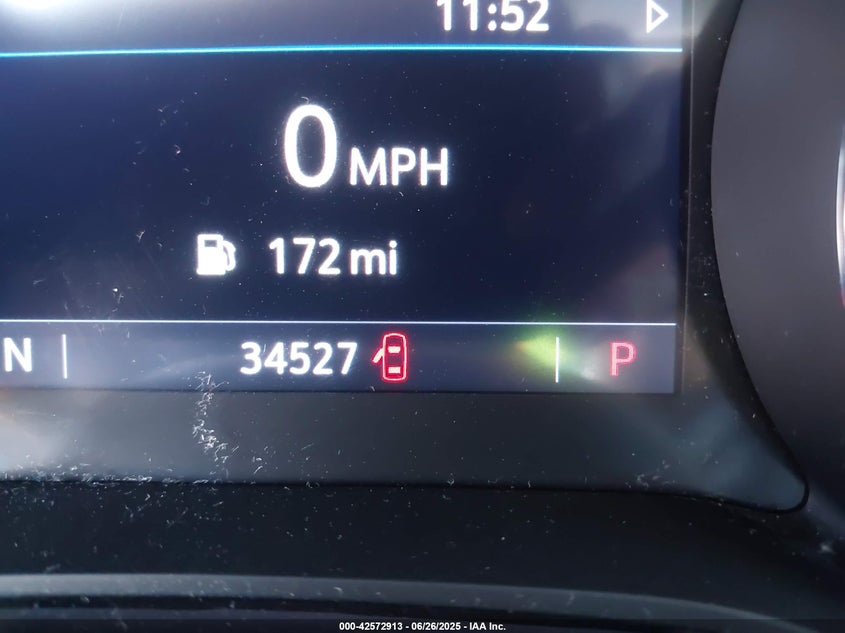 11:52
0 MPH
172 mi
N 34527 P
000-42572913 - 06/26/2025 - IAA Inc.